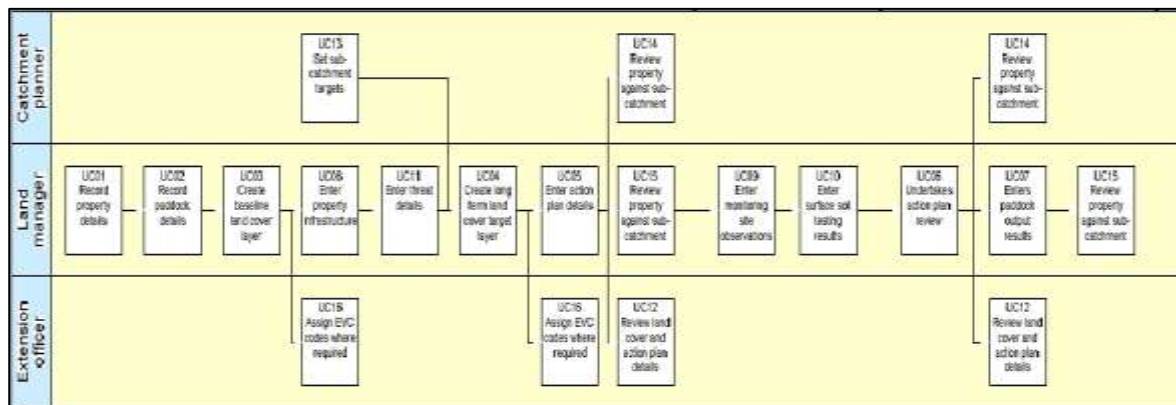 Catchment
planner
UC13
Set sub-
catchment
targets
UC14
Review
property
against sub-
catchment
UC14
Review
property
against sub-
catchment
Land
manager
UC01
Record
property
details
UC02
Record
paddock
details
UC03
Create
baseline
land cover
layer
UC08
Enter
property
infrastructure
UC11
Enter threat
details
UC04
Create long
term land
cover target
layer
UC05
Enter action
plan details
UC15
Review
property
against sub-
catchment
UC09
Enter
monitoring
site
observations
UC10
Enter
surface soil
testing
results
UC06
Undertakes
action plan
review
UC07
Enters
paddock
output
results
UC15
Review
property
against sub-
catchment
Extension
officer
UC16
Assign EVC
codes where
required
UC16
Assign EVC
codes where
required
UC12
Review land
cover and
action plan
details
UC12
Review land
cover and
action plan
details